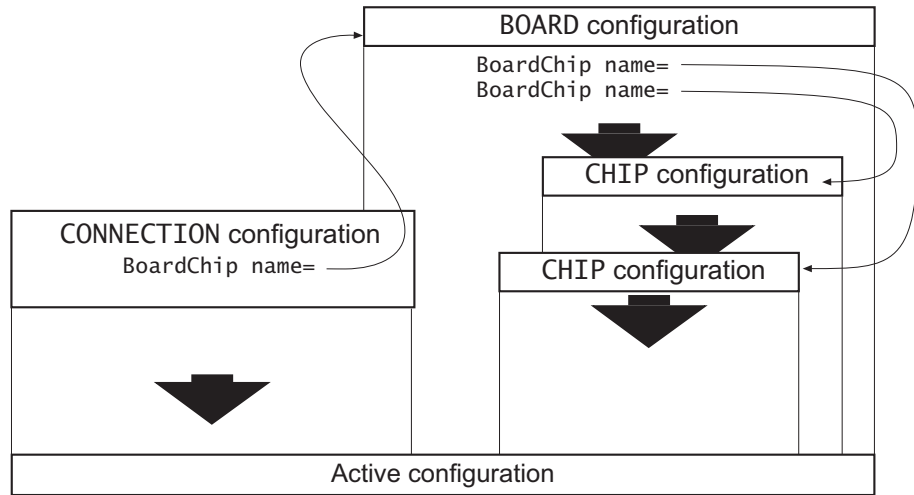 BOARD configuration
BoardChip name=
BoardChip name=
CHIP configuration
CONNECTION configuration
BoardChip name=
CHIP configuration
Active configuration